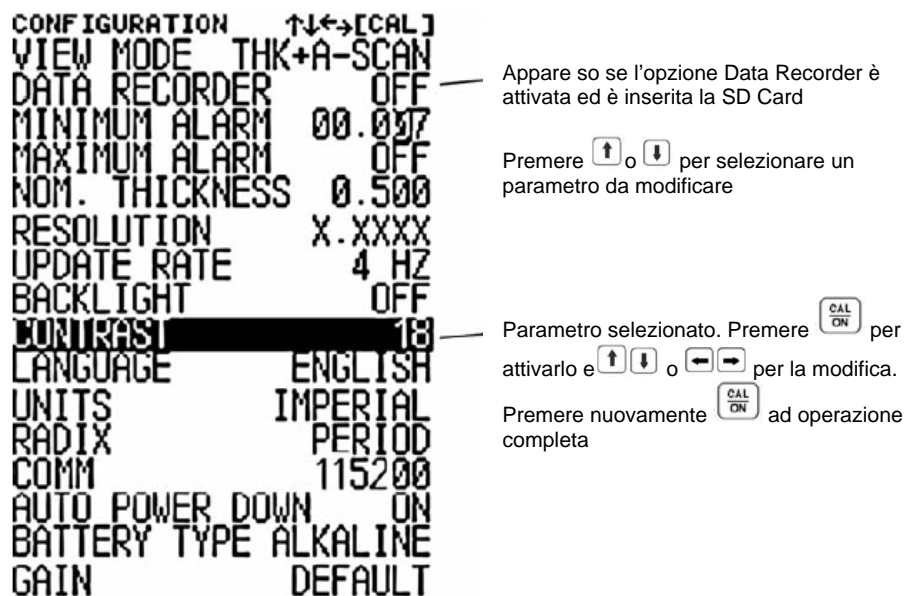 CONFIGURATION ↑↓←→[CAL]
VIEW MODE THK+A-SCAN
DATA RECORDER OFF
MINIMUM ALARM 00.007
MAXIMUM ALARM OFF
NOM. THICKNESS 0.500
RESOLUTION X.XXXX
UPDATE RATE 4 HZ
BACKLIGHT OFF
CONTRAST 18
LANGUAGE ENGLISH
UNITS IMPERIAL
RADIX PERIOD
COMM 115200
AUTO POWER DOWN ON
BATTERY TYPE ALKALINE
GAIN DEFAULT
Appare so se l'opzione Data Recorder è
attivata ed è inserita la SD Card
Premere ↑ o ↓ per selezionare un
parametro da modificare
Parametro selezionato. Premere CAL ON per
attivarlo e ↑ ↓ o ← → per la modifica.
Premere nuovamente CAL ON ad operazione
completa